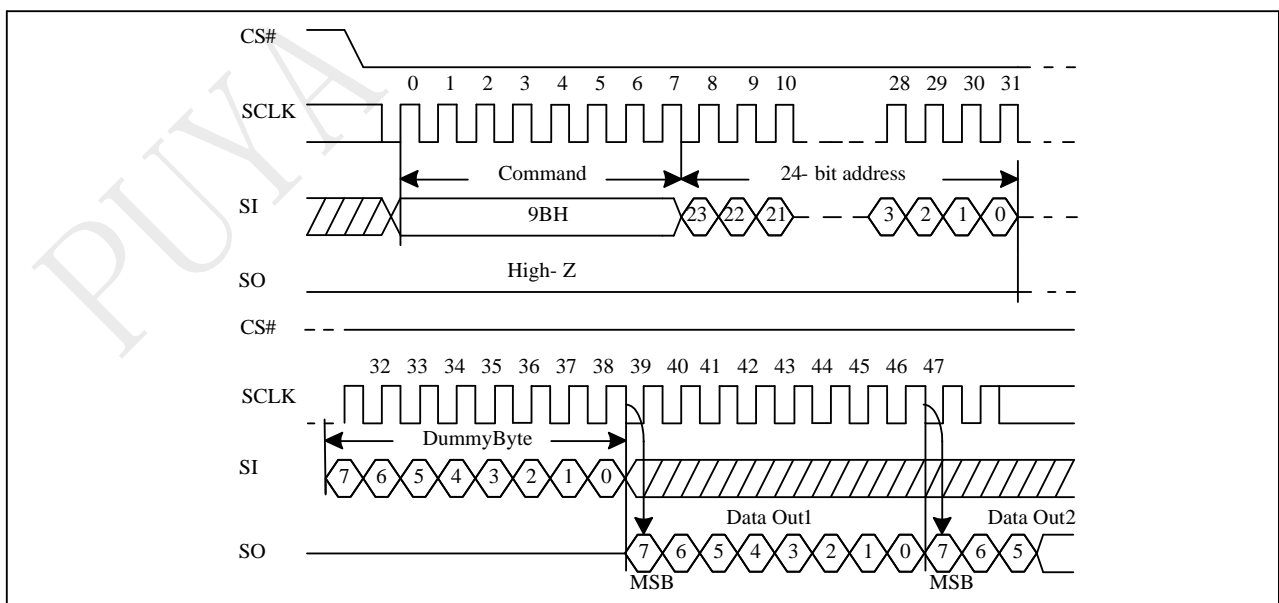 PUYA
CS#
0 1 2 3 4 5 6 7 8 9 10 28 29 30 31
SCLK
Command 24- bit address
SI 9BH 23 22 21 3 2 1 0
High- Z
SO
CS#
32 33 34 35 36 37 38 39 40 41 42 43 44 45 46 47
SCLK
DummyByte
SI 7 6 5 4 3 2 1 0
Data Out1 Data Out2
SO 7 6 5 4 3 2 1 0 7 6 5
MSB MSB